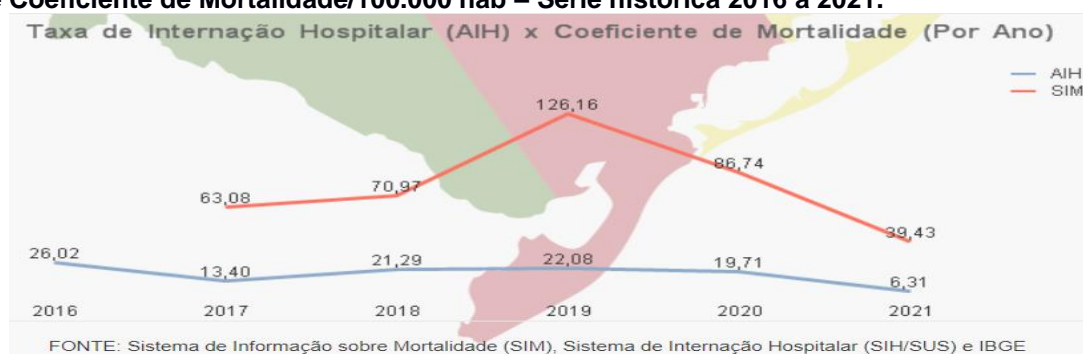 Coeficiente de Mortalidade/100.000 hab – Série histórica 2016 a 2021.
Taxa de Internação Hospitalar (AIH) x Coeficiente de Mortalidade (Por Ano)
AIH
SIM
126,16
86,74
70,97
63,08
39,43
26,02
13,40
21,29
22,08
19,71
6,31
2016 2017 2018 2019 2020 2021
FONTE: Sistema de Informação sobre Mortalidade (SIM), Sistema de Internação Hospitalar (SIH/SUS) e IBGE